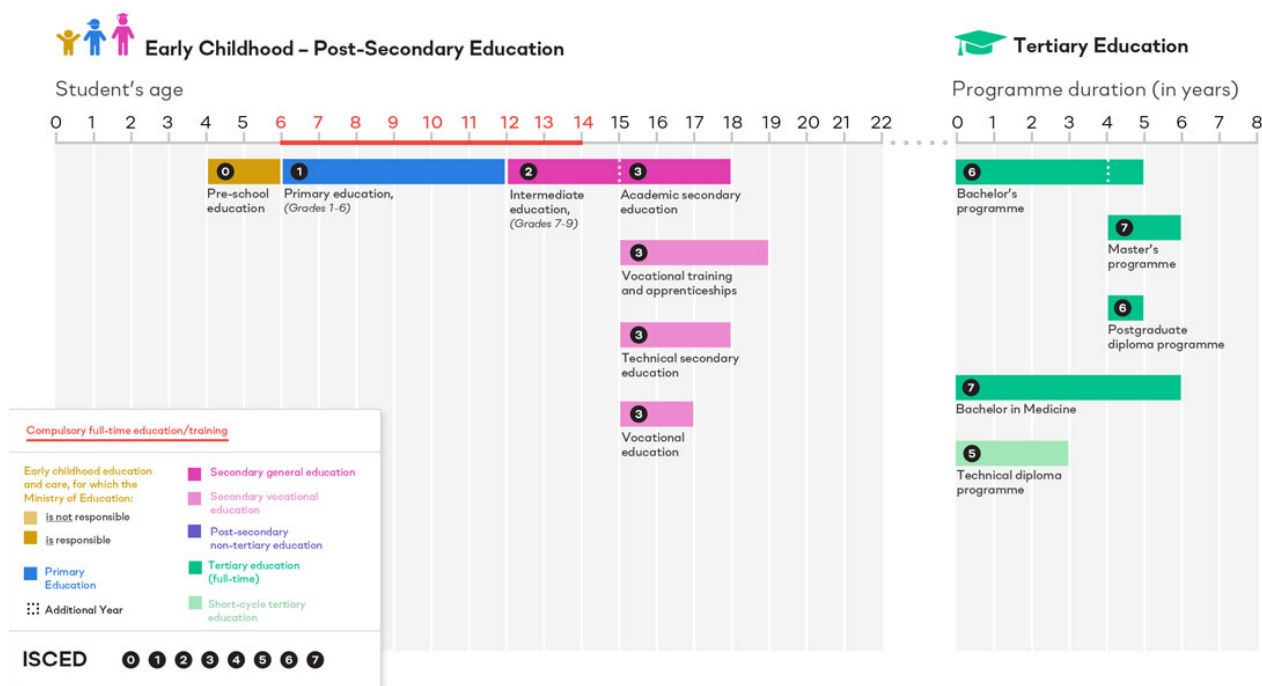 Early Childhood – Post-Secondary Education
Tertiary Education
Student's age
Programme duration (in years)
0 1 2 3 4 5 6 7 8 9 10 11 12 13 14 15 16 17 18 19 20 21 22
0 1 2 3 4 5 6 7 8
0
Pre-school
education
1
Primary education,
(Grades 1-6)
2
Intermediate
education,
(Grades 7-9)
3
Academic secondary
education
3
Vocational training
and apprenticeships
3
Technical secondary
education
3
Vocational
education
6
Bachelor's
programme
7
Master's
programme
6
Postgraduate
diploma programme
7
Bachelor in Medicine
5
Technical diploma
programme
Compulsory full-time education/training
Early childhood education
and care, for which the
Ministry of Education:
is not responsible
is responsible
Primary
Education
Additional Year
Secondary general education
Secondary vocational
education
Post-secondary
non-tertiary education
Tertiary education
(full-time)
Short-cycle tertiary
education
ISCED 0 1 2 3 4 5 6 7